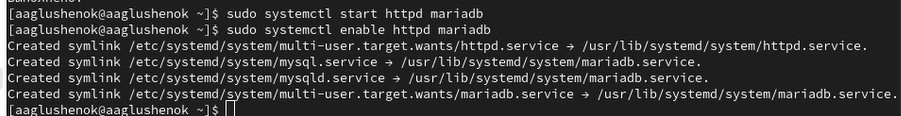 [aaglushenok@aaglushenok ~]$ sudo systemctl start httpd mariadb
[aaglushenok@aaglushenok ~]$ sudo systemctl enable httpd mariadb
Created symlink /etc/systemd/system/multi-user.target.wants/httpd.service → /usr/lib/systemd/system/httpd.service.
Created symlink /etc/systemd/system/mysql.service → /usr/lib/systemd/system/mariadb.service.
Created symlink /etc/systemd/system/mysqld.service → /usr/lib/systemd/system/mariadb.service.
Created symlink /etc/systemd/system/multi-user.target.wants/mariadb.service → /usr/lib/systemd/system/mariadb.service.
[aaglushenok@aaglushenok ~]$